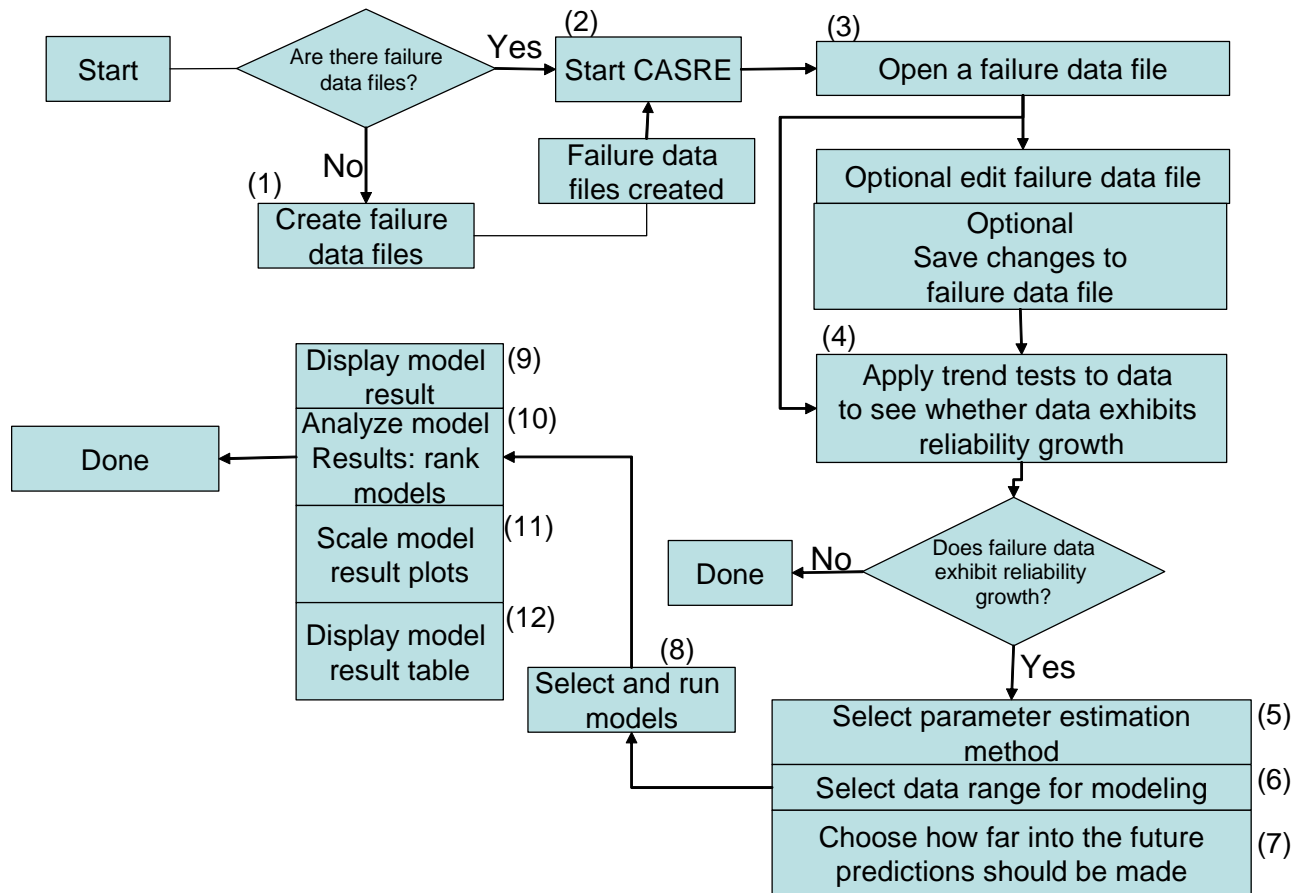 Start
Are there failure
data files?
Yes
No
(1)
Create failure
data files
Failure data
files created
(2)
Start CASRE
(3)
Open a failure data file
Optional edit failure data file
Optional
Save changes to
failure data file
(4)
Apply trend tests to data
to see whether data exhibits
reliability growth
Does failure data
exhibit reliability
growth?
No
Done
Yes
Select parameter estimation
method
(5)
Select data range for modeling
(6)
Choose how far into the future
predictions should be made
(7)
(8)
Select and run
models
Display model
result
(9)
Analyze model
Results: rank
models
(10)
Scale model
result plots
(11)
Display model
result table
(12)
Done